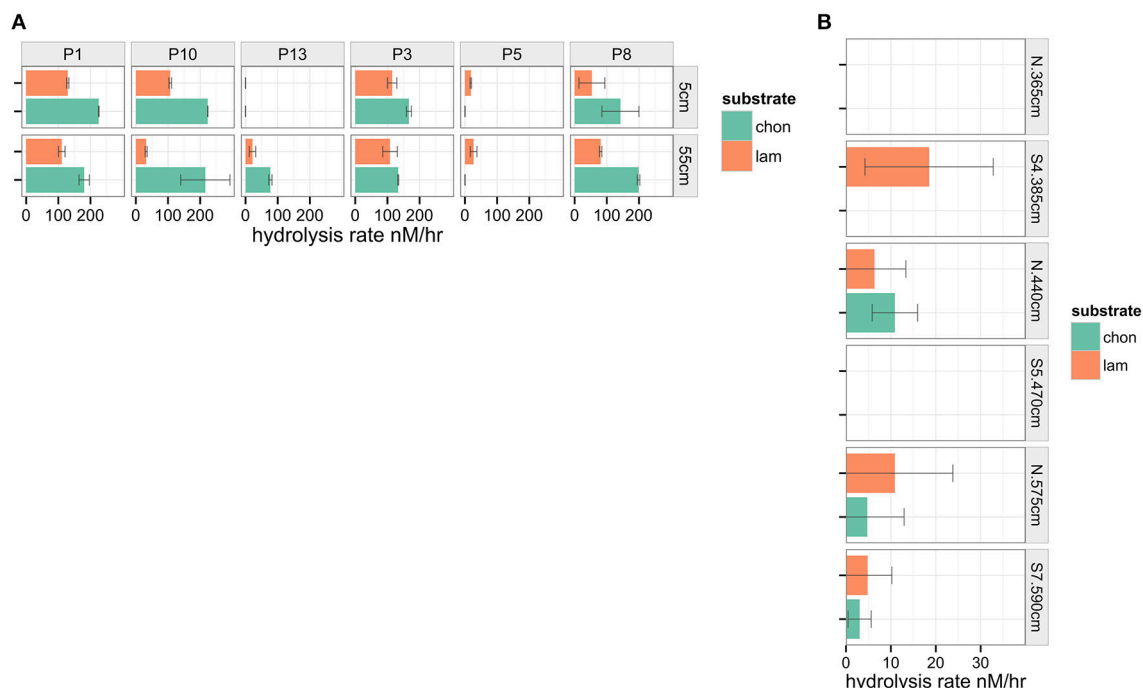 A
P1 P10 P13 P3 P5 P8
5cm
55cm
0 100 200 0 100 200 0 100 200 0 100 200 0 100 200 0 100 200
hydrolysis rate nM/hr
substrate
chon
lam
B
N.365cm
S4.385cm
N.440cm
S5.470cm
N.575cm
S7.590cm
0 10 20 30
hydrolysis rate nM/hr
substrate
chon
lam